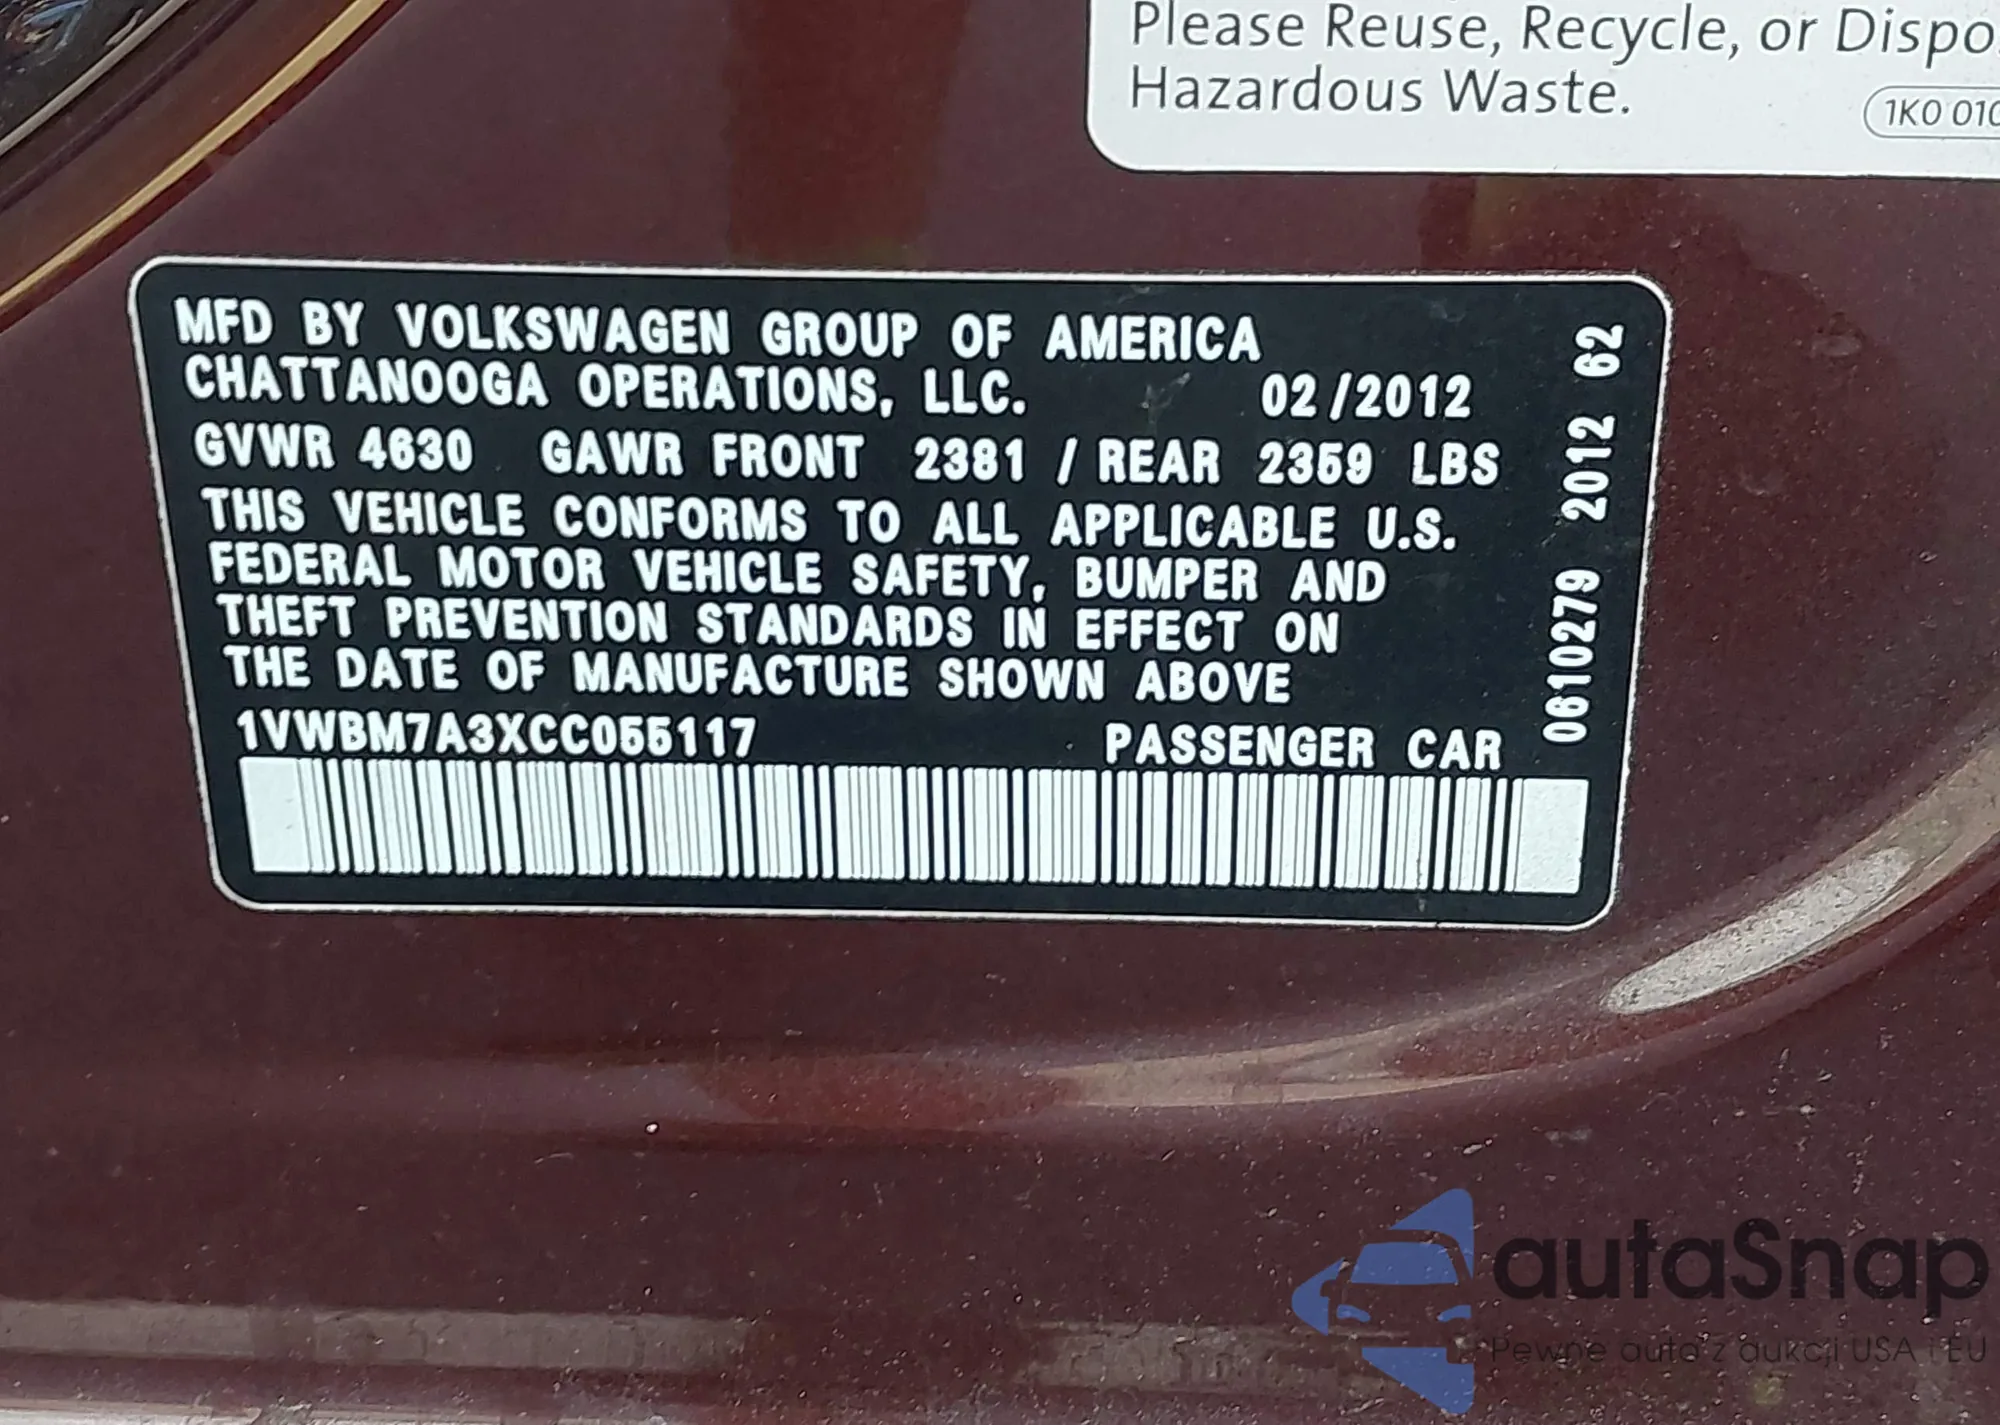 Please Reuse, Recycle, or Dispo
Hazardous Waste.
1K0 010
MFD BY VOLKSWAGEN GROUP OF AMERICA
CHATTANOOGA OPERATIONS, LLC. 02/2012
GVWR 4630 GAWR FRONT 2381 / REAR 2359 LBS
THIS VEHICLE CONFORMS TO ALL APPLICABLE U.S.
FEDERAL MOTOR VEHICLE SAFETY, BUMPER AND
THEFT PREVENTION STANDARDS IN EFFECT ON
THE DATE OF MANUFACTURE SHOWN ABOVE
1VWBM7A3XCC055117 PASSENGER CAR
06110279 2012 62
autaSnap
Pewne auto z aukcji USA i EU